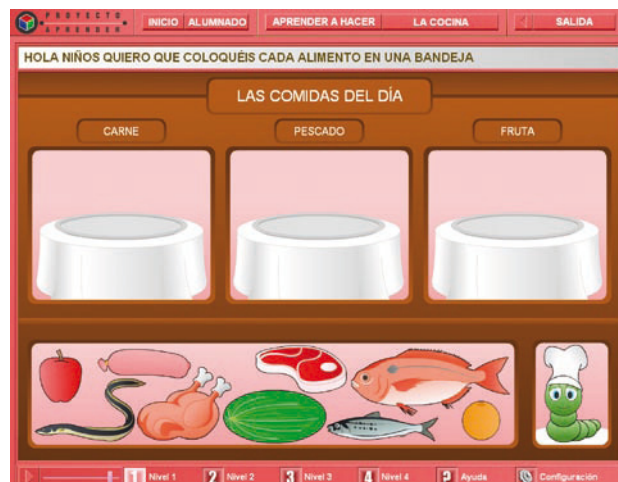 PROYECTO
APRENDER
INICIO ALUMNADO APRENDER A HACER LA COCINA SALIDA
HOLA NIÑOS QUIERO QUE COLOQUÉIS CADA ALIMENTO EN UNA BANDEJA
LAS COMIDAS DEL DÍA
CARNE PESCADO FRUTA
1 Nivel 1 2 Nivel 2 3 Nivel 3 4 Nivel 4 ? Ayuda Configuración